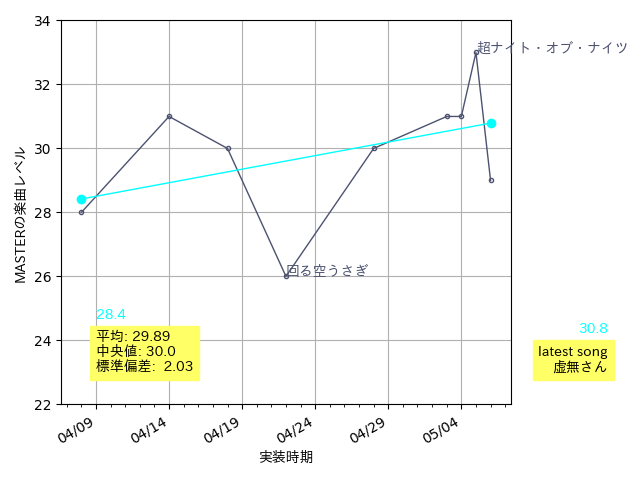 34
32
30
28
26
24
22
MASTERの楽曲レベル
超ナイト・オブ・ナイツ
回る空うさぎ
28.4
平均: 29.89
中央値: 30.0
標準偏差: 2.03
30.8
latest song
虚無さん
04/09
04/14
04/19
04/24
04/29
05/04
実装時期